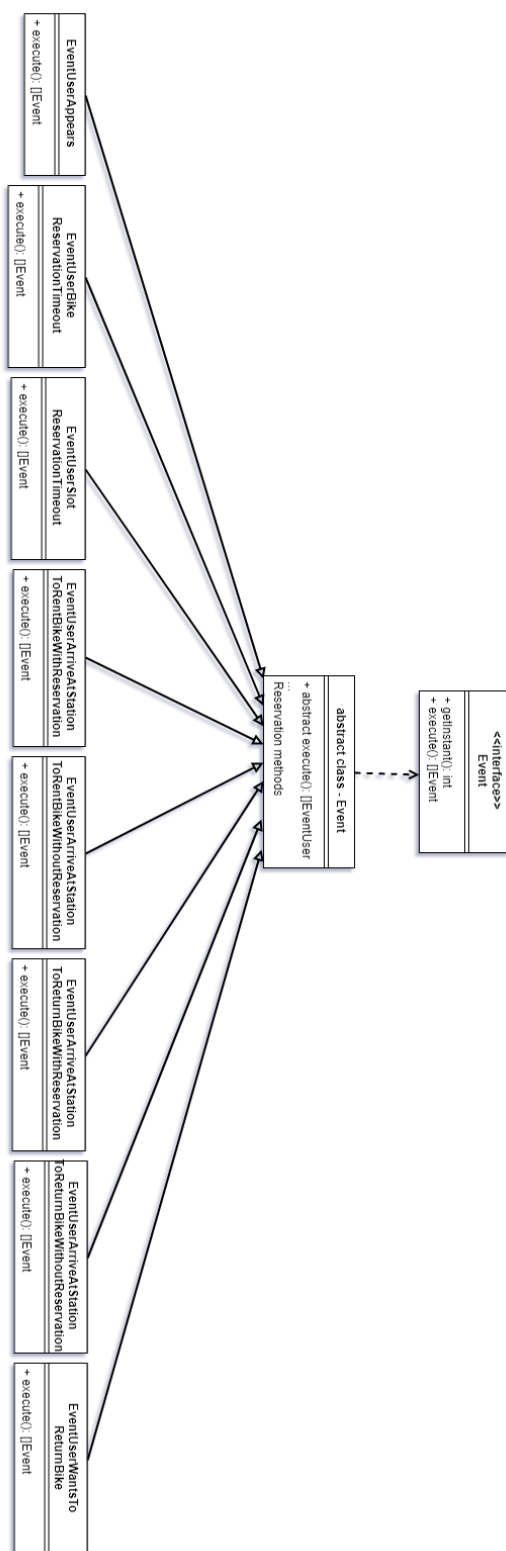 <<interface>>
Event
+ getInstant(): int
+ execute(): []Event
abstract class - Event
+ abstract execute(): []EventUser
...
Reservation methods
EventUserAppears
+ execute(): []Event
EventUserBike
ReservationTimeout
+ execute(): []Event
EventUserSlot
ReservationTimeout
+ execute(): []Event
EventUserArriveAtStation
ToRentBikeWithReservation
+ execute(): []Event
EventUserArriveAtStation
ToRentBikeWithoutReservation
+ execute(): []Event
EventUserArriveAtStation
ToReturnBikeWithReservation
+ execute(): []Event
EventUserArriveAtStation
ToReturnBikeWithoutReservation
+ execute(): []Event
EventUserWantsTo
ReturnBike
+ execute(): []Event